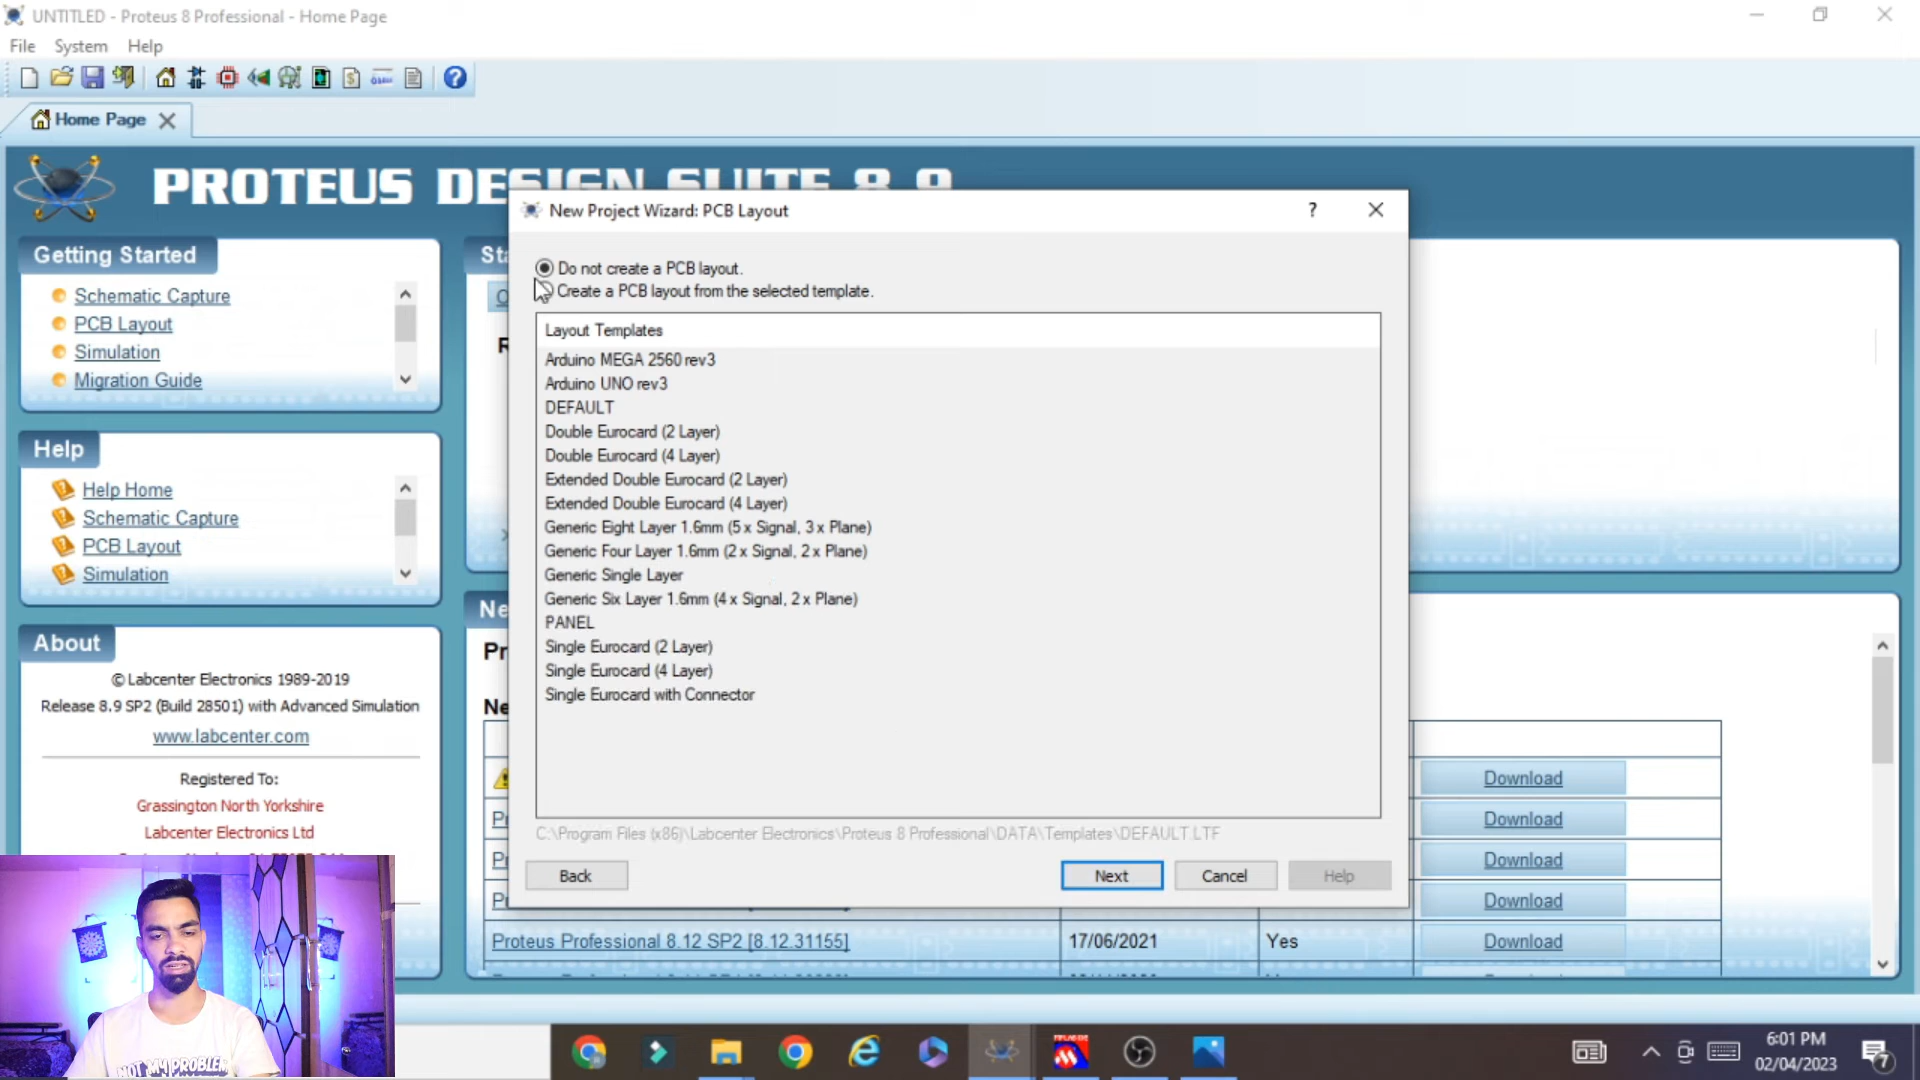 UNTITLED - Proteus 8 Professional - Home Page
File System Help
Home Page
PROTEUS DESIGN SUITE 8.9
Getting Started
Schematic Capture
PCB Layout
Simulation
Migration Guide
Help
Help Home
Schematic Capture
PCB Layout
Simulation
About
© Labcenter Electronics 1989-2019
Release 8.9 SP2 (Build 28501) with Advanced Simulation
www.labcenter.com
Registered To:
Grassington North Yorkshire
Labcenter Electronics Ltd
New Project Wizard: PCB Layout
Do not create a PCB layout.
Create a PCB layout from the selected template.
Layout Templates
Arduino MEGA 2560 rev3
Arduino UNO rev3
DEFAULT
Double Eurocard (2 Layer)
Double Eurocard (4 Layer)
Extended Double Eurocard (2 Layer)
Extended Double Eurocard (4 Layer)
Generic Eight Layer 1.6mm (5 x Signal, 3 x Plane)
Generic Four Layer 1.6mm (2 x Signal, 2 x Plane)
Generic Single Layer
Generic Six Layer 1.6mm (4 x Signal, 2 x Plane)
PANEL
Single Eurocard (2 Layer)
Single Eurocard (4 Layer)
Single Eurocard with Connector
C:\Program Files (x86)\Labcenter Electronics\Proteus 8 Professional\DATA\Templates\DEFAULT.LTF
Back Next Cancel Help
Download
Download
Download
Download
Proteus Professional 8.12 SP2 [8.12.31155] 17/06/2021 Yes Download
NOT MY PROBLEM
6:01 PM
02/04/2023
7